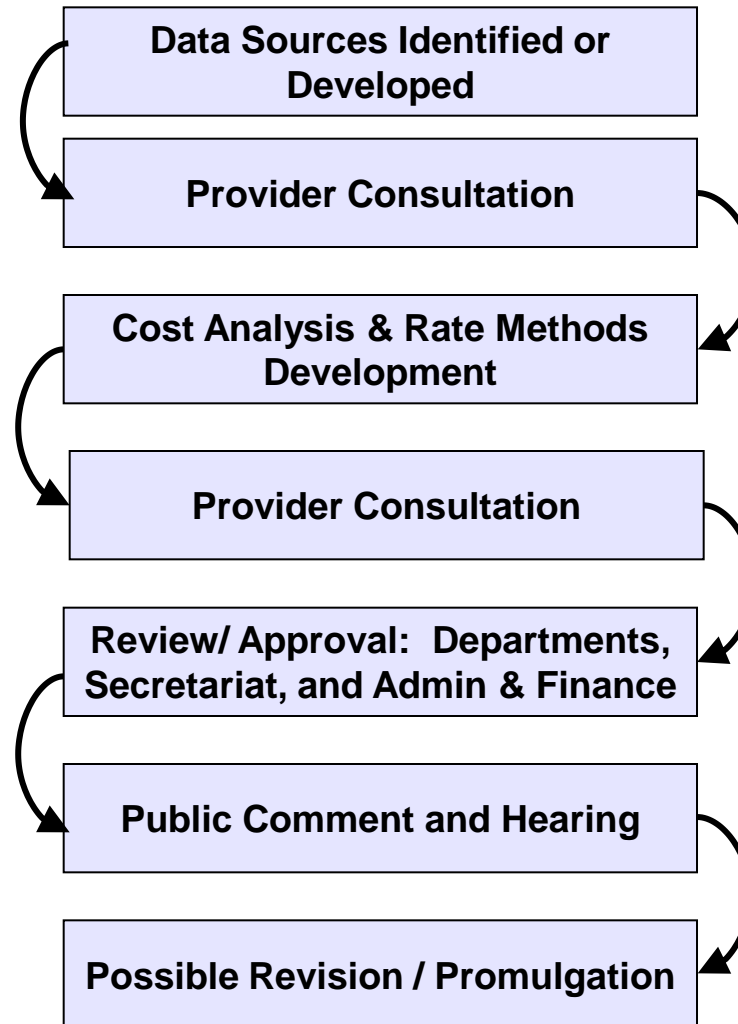 Data Sources Identified or
Developed
Provider Consultation
Cost Analysis & Rate Methods
Development
Provider Consultation
Review/ Approval: Departments,
Secretariat, and Admin & Finance
Public Comment and Hearing
Possible Revision / Promulgation